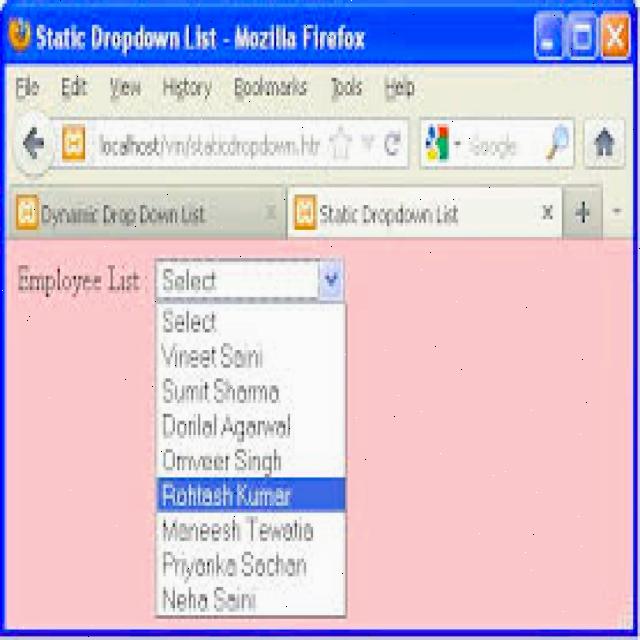 Static Dropdown List - Mozilla Firefox
File Edit View History Bookmarks Tools Help
localhost/vin/staticdropdown.htm Google
Dynamic Drop Down List x Static Dropdown List x +
Employee List : Select
Select
Vineet Saini
Sumit Sharma
Dorilal Agarwal
Omveer Singh
Rohtash Kumar
Maneesh Tewatia
Priyanka Sachan
Neha Saini